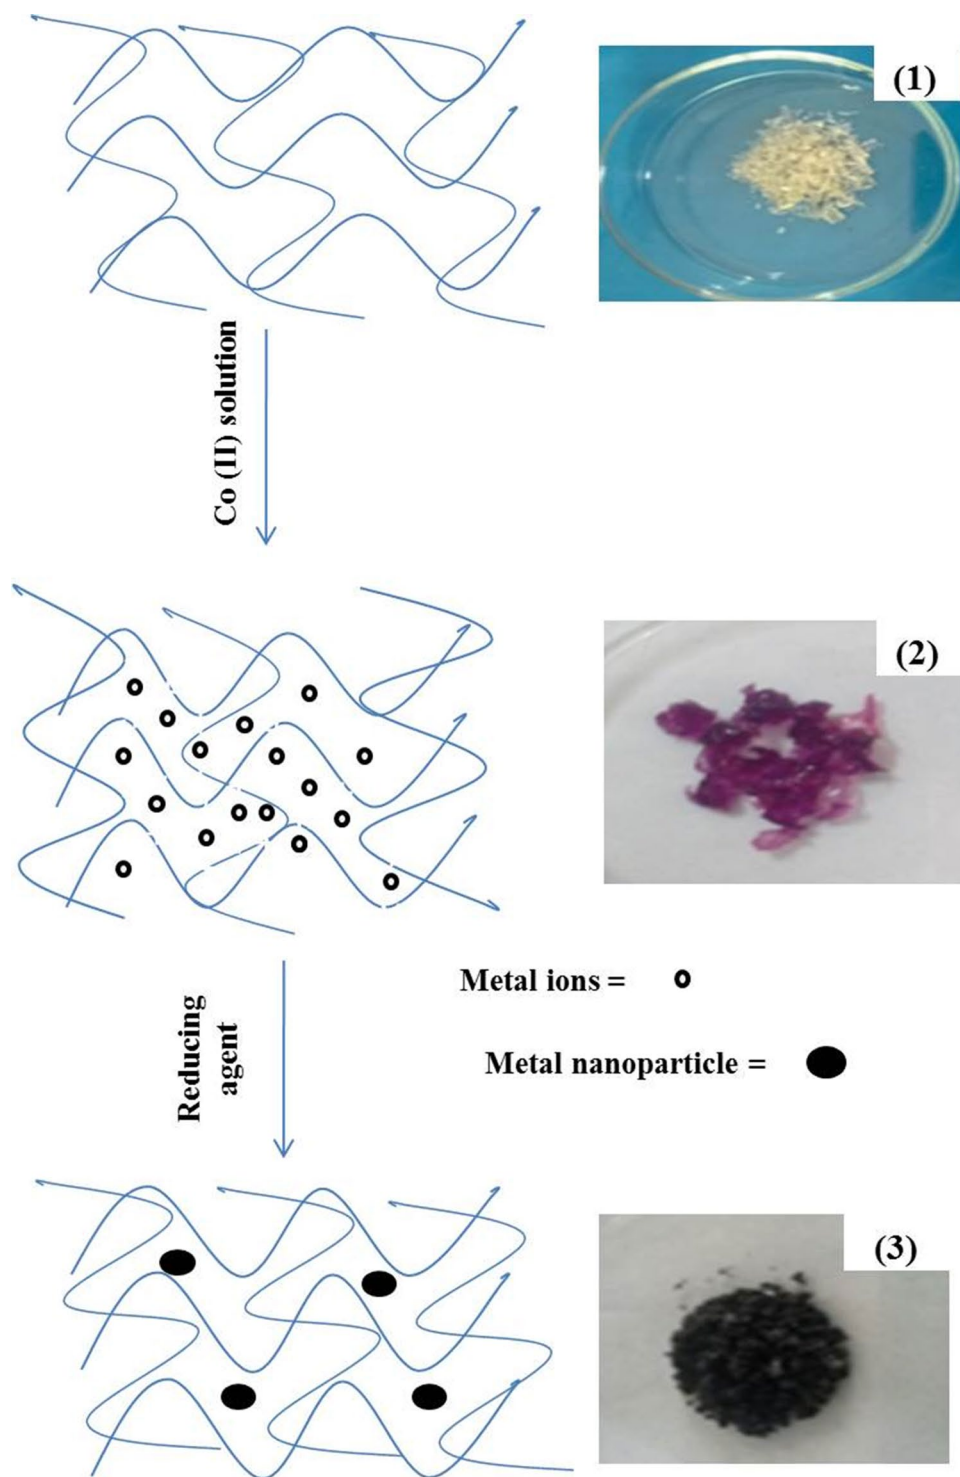 (1)
Co (II) solution
(2)
Metal ions =
Metal nanoparticle =
Reducing
agent
(3)